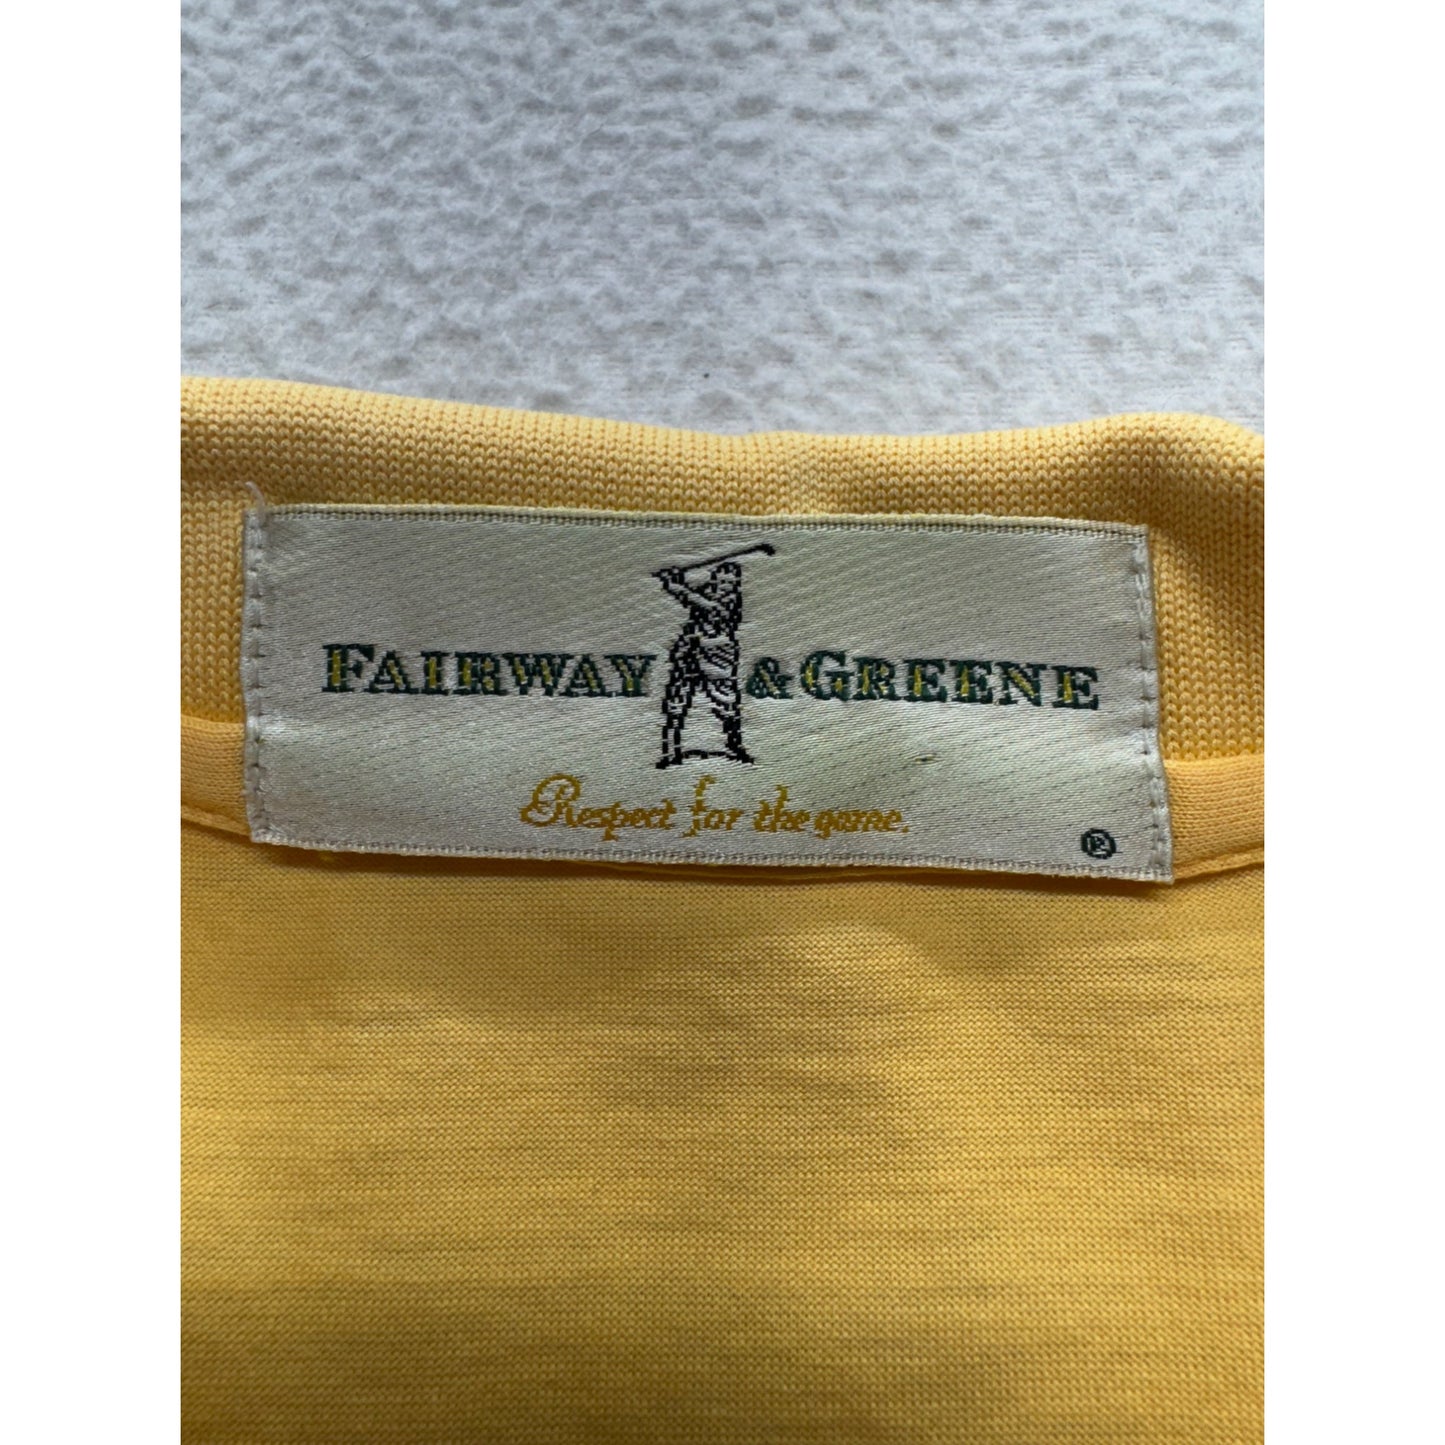 FAIRWAY & GREENE
Respect for the game.
®